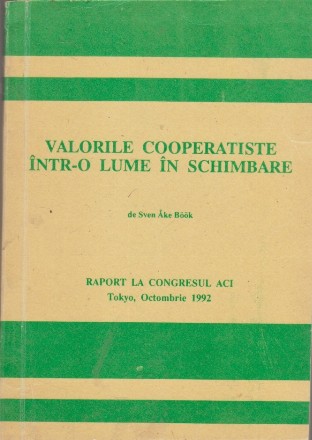 VALORILE COOPERATISTE
ÎNTR-O LUME ÎN SCHIMBARE
de Sven Åke Böök
RAPORT LA CONGRESUL ACI
Tokyo, Octombrie 1992